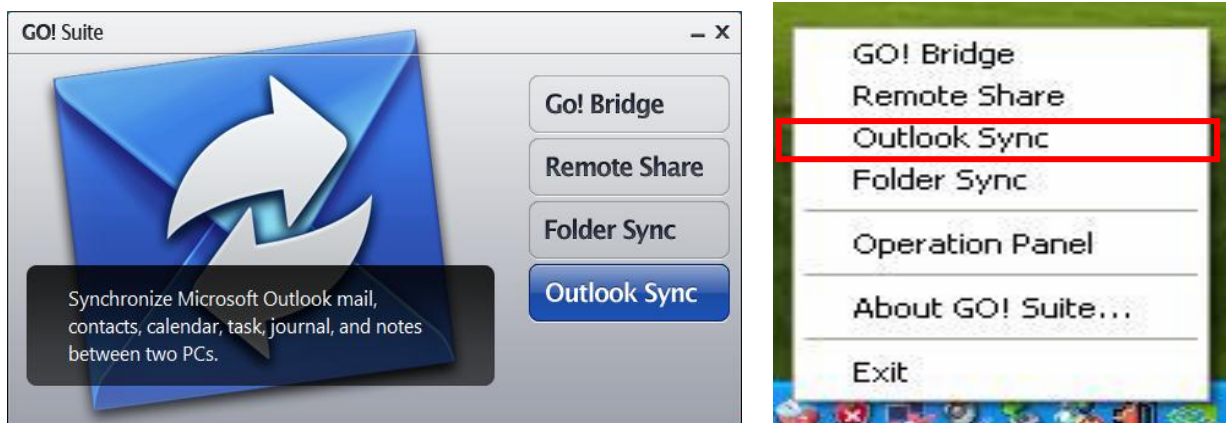 GO! Suite
Go! Bridge
Remote Share
Folder Sync
Outlook Sync
Synchronize Microsoft Outlook mail,
contacts, calendar, task, journal, and notes
between two PCs.
GO! Bridge
Remote Share
Outlook Sync
Folder Sync
Operation Panel
About GO! Suite...
Exit